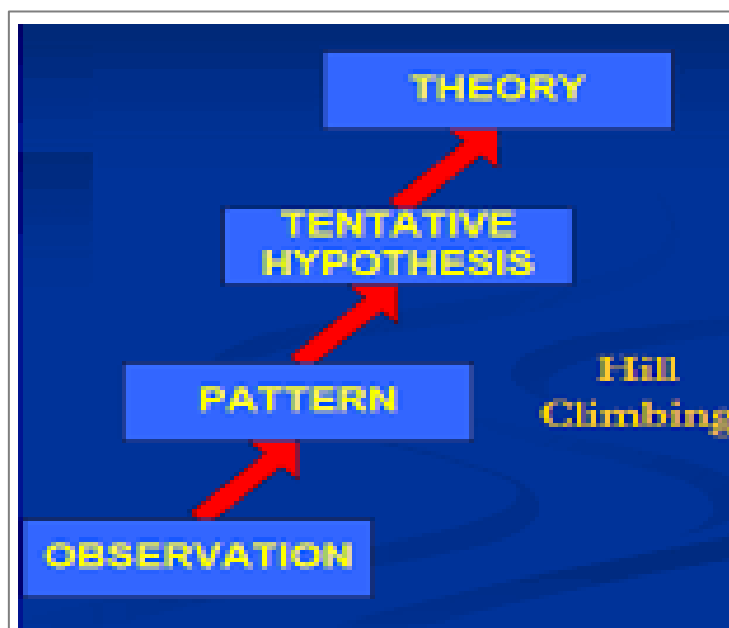 THEORY
TENTATIVE
HYPOTHESIS
PATTERN
Hill
Climbing
OBSERVATION